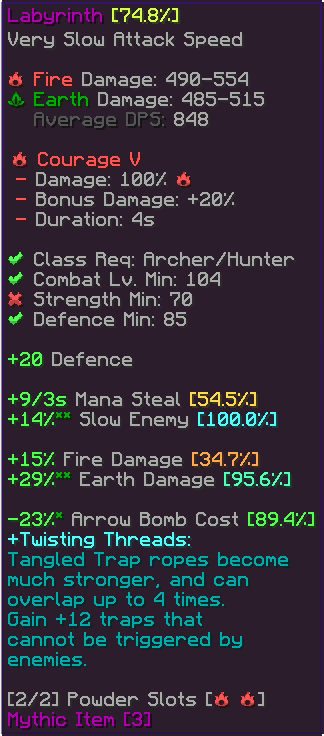 Labyrinth [74.8%]
Very Slow Attack Speed
Fire Damage: 490-554
Earth Damage: 485-515
Average DPS: 848
Courage V
- Damage: 100%
- Bonus Damage: +20%
- Duration: 4s
✔ Class Req: Archer/Hunter
✔ Combat Lv. Min: 104
✖ Strength Min: 70
✔ Defence Min: 85
+20 Defence
+9/3s Mana Steal [54.5%]
+14%** Slow Enemy [100.0%]
+15% Fire Damage [34.7%]
+29%** Earth Damage [95.6%]
-23%* Arrow Bomb Cost [89.4%]
+Twisting Threads:
Tangled Trap ropes become
much stronger, and can
overlap up to 4 times.
Gain +12 traps that
cannot be triggered by
enemies.
[2/2] Powder Slots [ ]
Mythic Item [3]